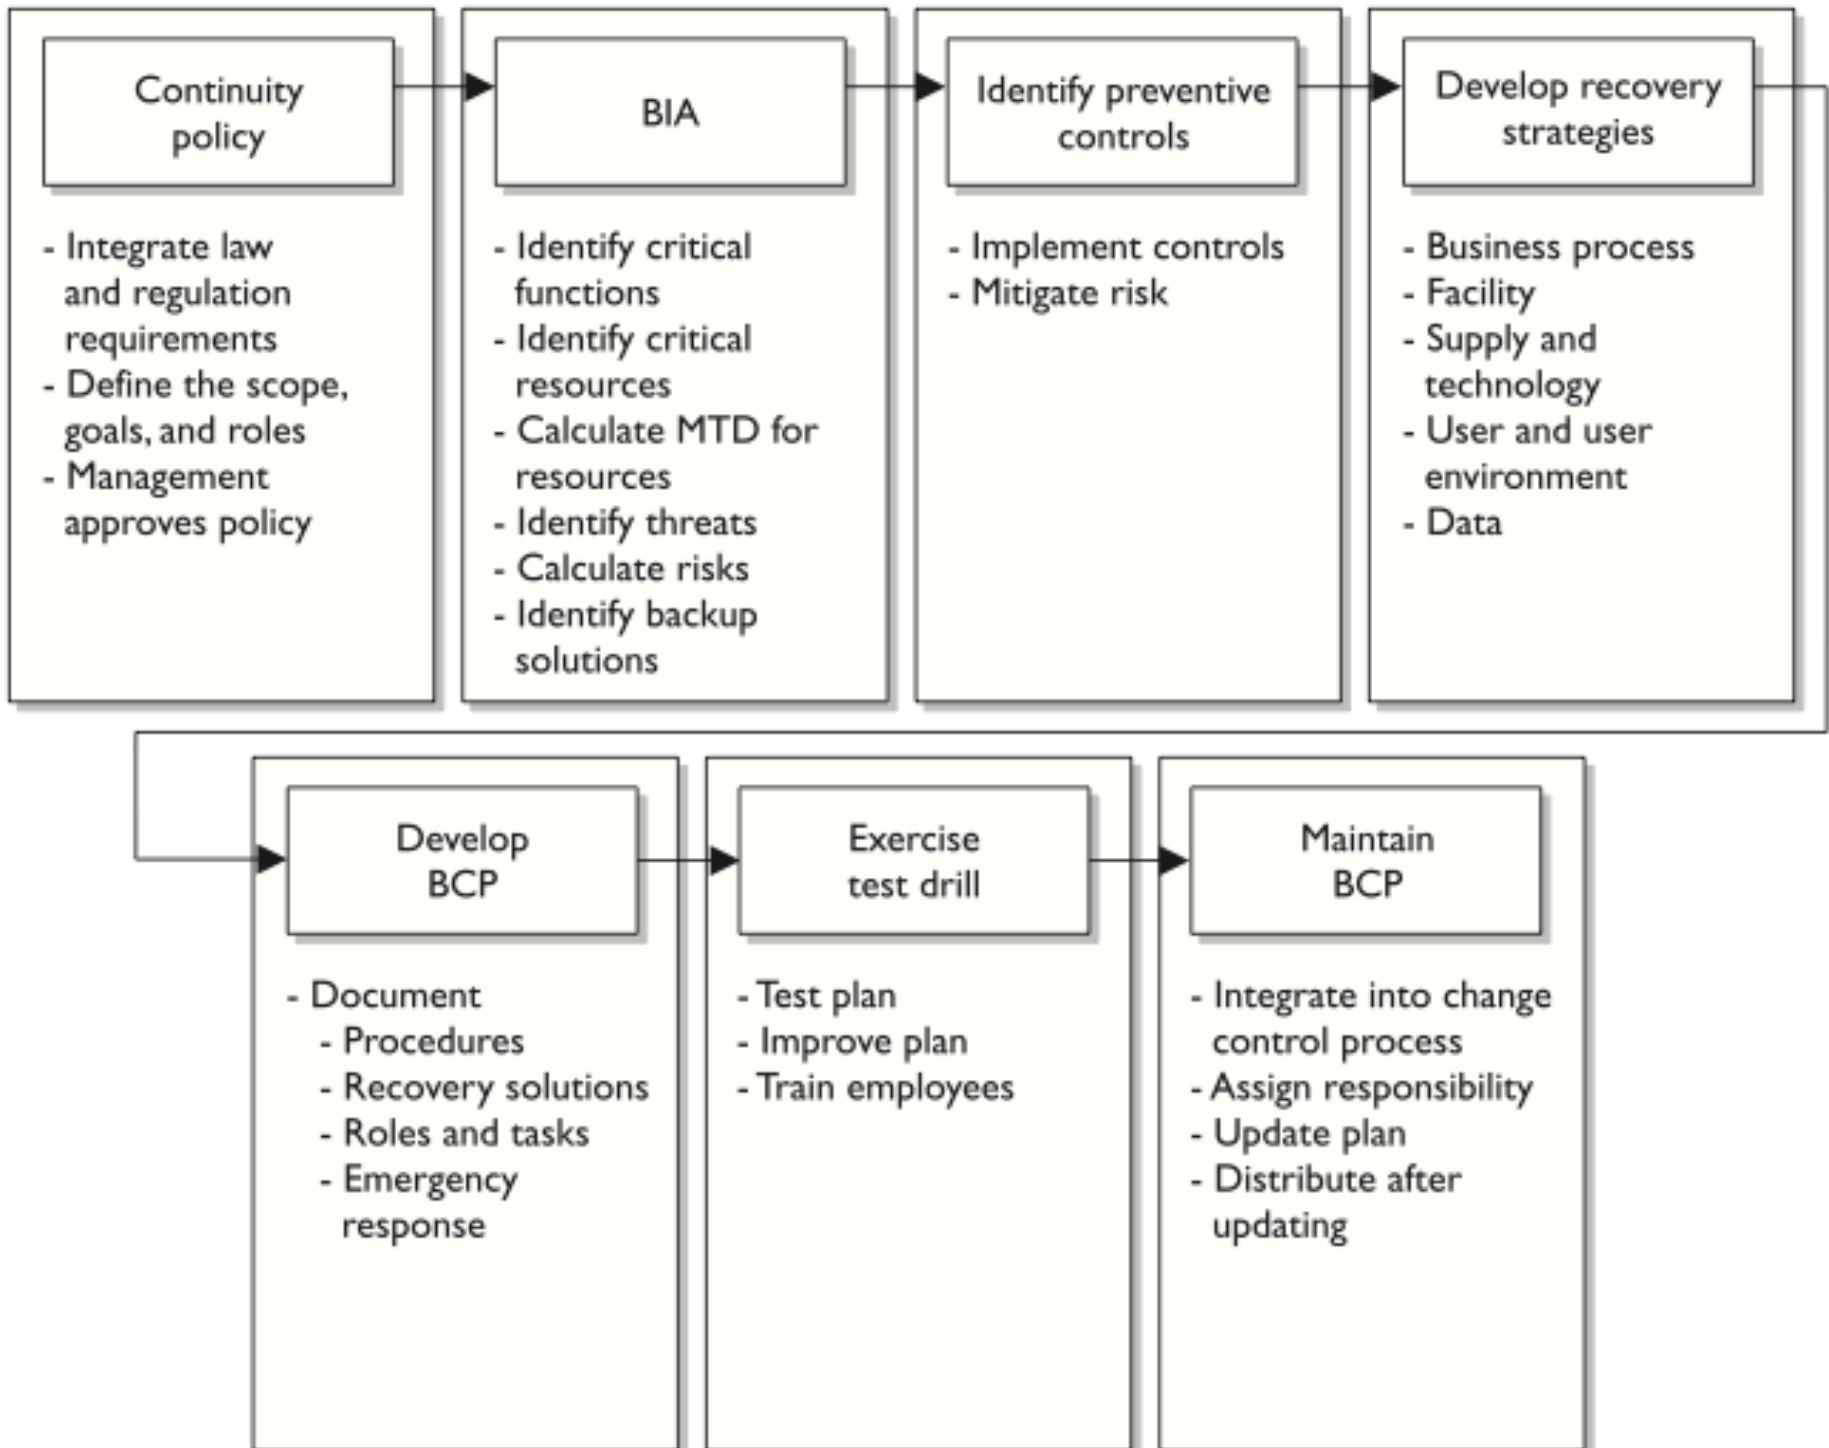 Continuity
policy
- Integrate law
and regulation
requirements
- Define the scope,
goals, and roles
- Management
approves policy
BIA
- Identify critical
functions
- Identify critical
resources
- Calculate MTD for
resources
- Identify threats
- Calculate risks
- Identify backup
solutions
Identify preventive
controls
- Implement controls
- Mitigate risk
Develop recovery
strategies
- Business process
- Facility
- Supply and
technology
- User and user
environment
- Data
Develop
BCP
- Document
- Procedures
- Recovery solutions
- Roles and tasks
- Emergency
response
Exercise
test drill
- Test plan
- Improve plan
- Train employees
Maintain
BCP
- Integrate into change
control process
- Assign responsibility
- Update plan
- Distribute after
updating